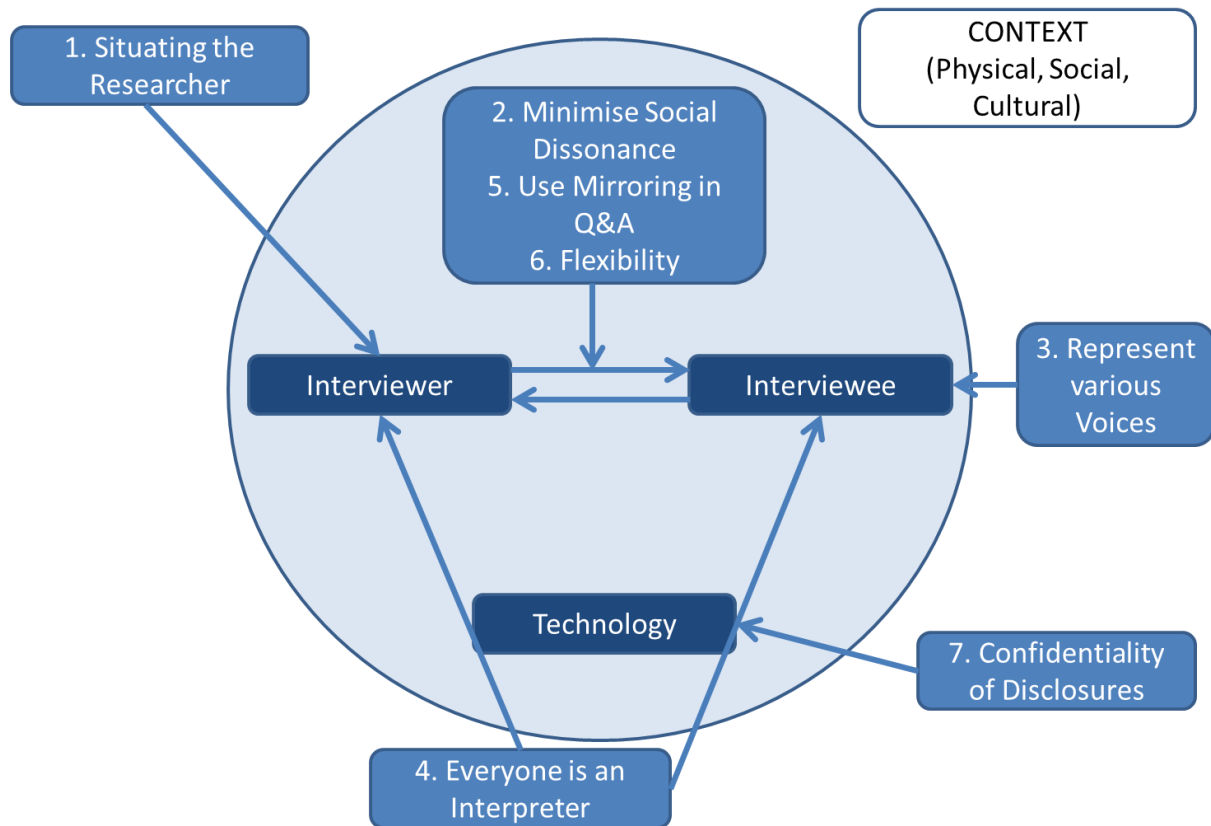 1. Situating the
Researcher
CONTEXT
(Physical, Social,
Cultural)
2. Minimise Social
Dissonance
5. Use Mirroring in
Q&A
6. Flexibility
Interviewer
Interviewee
3. Represent
various
Voices
Technology
7. Confidentiality
of Disclosures
4. Everyone is an
Interpreter